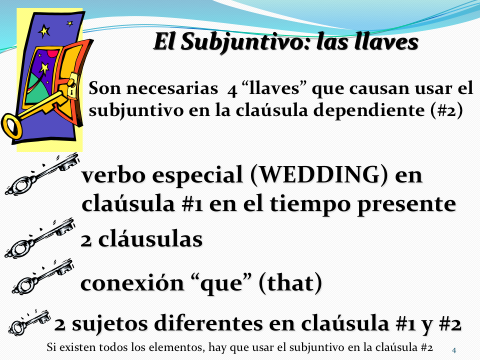 El Subjuntivo: las llaves
Son necesarias 4 “llaves” que causan usar el
subjuntivo en la claúsula dependiente (#2)
verbo especial (WEDDING) en
claúsula #1 en el tiempo presente
2 cláusulas
conexión “que” (that)
2 sujetos diferentes en claúsula #1 y #2
Si existen todos los elementos, hay que usar el subjuntivo en la claúsula #2
4